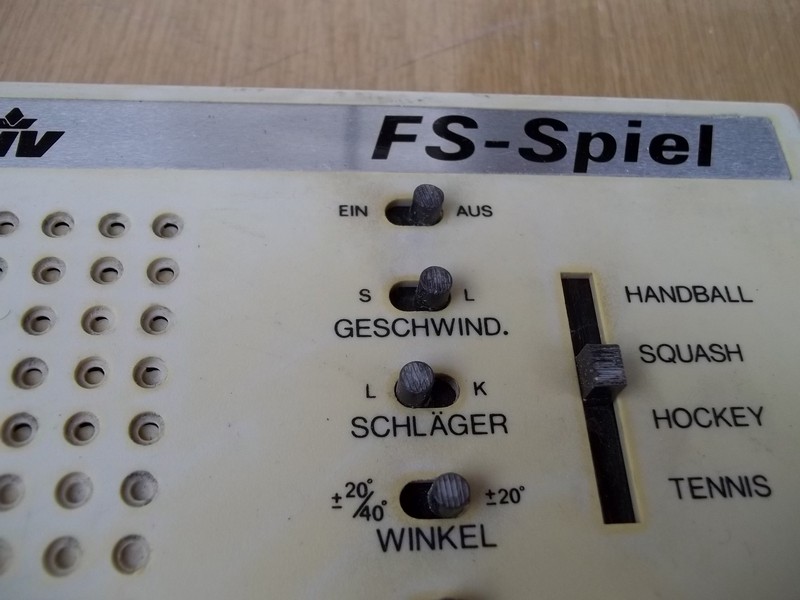 FS-Spiel
EIN AUS
S L
GESCHWIND.
L K
SCHLÄGER
±20°/40° ±20°
WINKEL
HANDBALL
SQUASH
HOCKEY
TENNIS